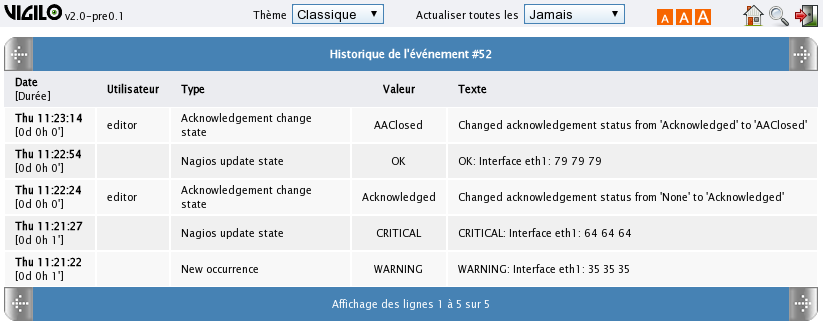 VIGILO v2.0-pre0.1 Thème Classique Actualiser toutes les Jamais A A A
Historique de l'événement #52
Date
[Durée] Utilisateur Type Valeur Texte
Thu 11:23:14
[0d 0h 0'] editor Acknowledgement change
state AAClosed Changed acknowledgement status from 'Acknowledged' to 'AAClosed'
Thu 11:22:54
[0d 0h 0'] Nagios update state OK OK: Interface eth1: 79 79 79
Thu 11:22:24
[0d 0h 0'] editor Acknowledgement change
state Acknowledged Changed acknowledgement status from 'None' to 'Acknowledged'
Thu 11:21:27
[0d 0h 1'] Nagios update state CRITICAL CRITICAL: Interface eth1: 64 64 64
Thu 11:21:22
[0d 0h 1'] New occurrence WARNING WARNING: Interface eth1: 35 35 35
Affichage des lignes 1 à 5 sur 5